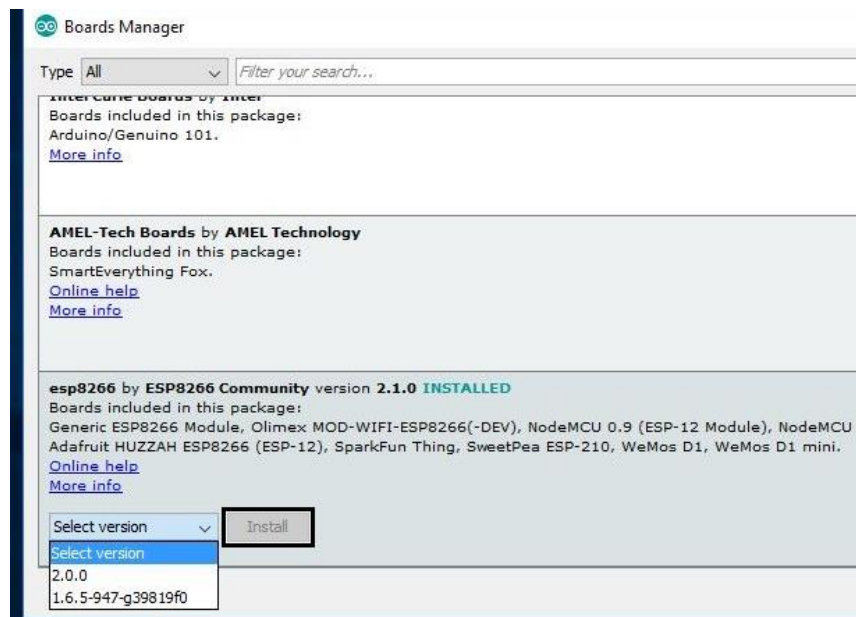 Boards Manager
Type All Filter your search...
Intel Curie Boards by Intel
Boards included in this package:
Arduino/Genuino 101.
More info
AMEL-Tech Boards by AMEL Technology
Boards included in this package:
SmartEverything Fox.
Online help
More info
esp8266 by ESP8266 Community version 2.1.0 INSTALLED
Boards included in this package:
Generic ESP8266 Module, Olimex MOD-WIFI-ESP8266(-DEV), NodeMCU 0.9 (ESP-12 Module), NodeMCU
Adafruit HUZZAH ESP8266 (ESP-12), SparkFun Thing, SweetPea ESP-210, WeMos D1, WeMos D1 mini.
Online help
More info
Select version Install
Select version
2.0.0
1.6.5-947-g39819f0